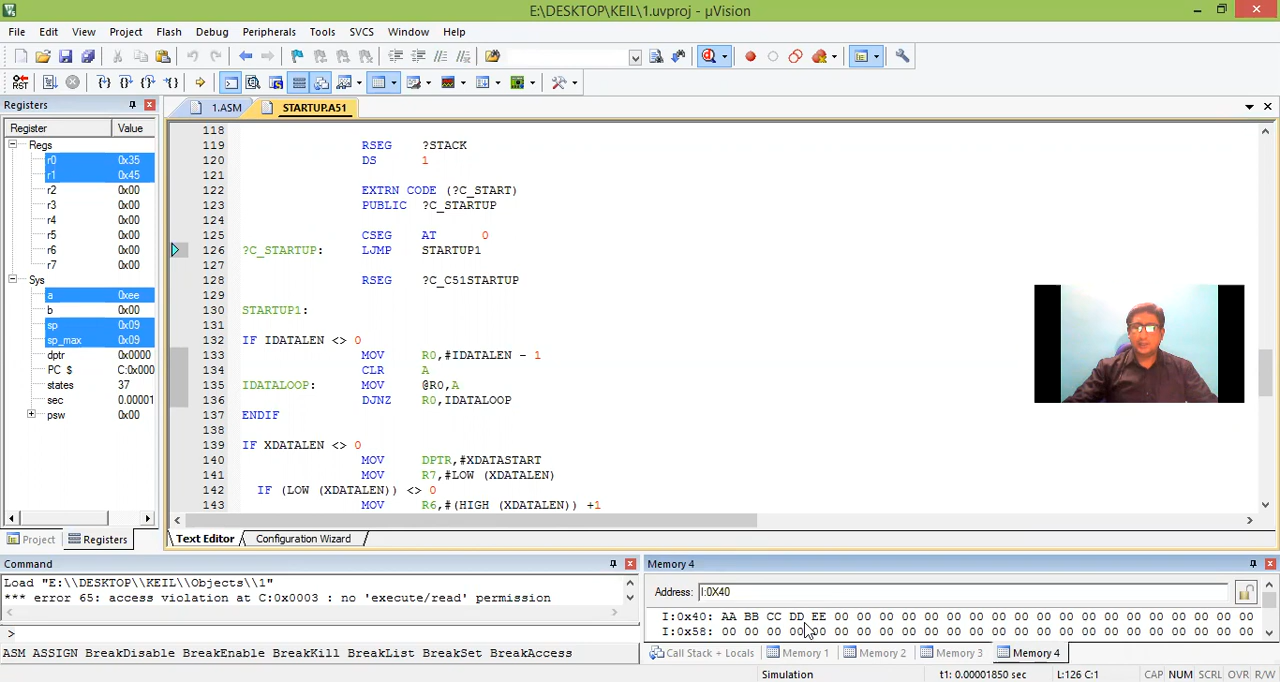 E:\DESKTOP\KEIL\1.uvproj - µVision
File Edit View Project Flash Debug Peripherals Tools SVCS Window Help
RST
Registers
Register Value
Regs
r0 0x35
r1 0x45
r2 0x00
r3 0x00
r4 0x00
r5 0x00
r6 0x00
r7 0x00
Sys
a 0xee
b 0x00
sp 0x09
sp_max 0x09
dptr 0x0000
PC $ C:0x000
states 37
sec 0.00001
psw 0x00
Project Registers
1.ASM STARTUP.A51
118
119 RSEG ?STACK
120 DS 1
121
122 EXTRN CODE (?C_START)
123 PUBLIC ?C_STARTUP
124
125 CSEG AT 0
126 ?C_STARTUP: LJMP STARTUP1
127
128 RSEG ?C_C51STARTUP
129
130 STARTUP1:
131
132 IF IDATALEN <> 0
133 MOV R0,#IDATALEN - 1
134 CLR A
135 IDATALOOP: MOV @R0,A
136 DJNZ R0,IDATALOOP
137 ENDIF
138
139 IF XDATALEN <> 0
140 MOV DPTR,#XDATASTART
141 MOV R7,#LOW (XDATALEN)
142 IF (LOW (XDATALEN)) <> 0
143 MOV R6,#(HIGH (XDATALEN)) +1
Text Editor Configuration Wizard
Command
Load "E:\\DESKTOP\\KEIL\\Objects\\1"
*** error 65: access violation at C:0x0003 : no 'execute/read' permission
>
ASM ASSIGN BreakDisable BreakEnable BreakKill BreakList BreakSet BreakAccess
Memory 4
Address: I:0X40
I:0x40: AA BB CC DD EE 00 00 00 00 00 00 00 00 00 00 00 00 00 00 00 00 00 00 00
I:0x58: 00 00 00 00 00 00 00 00 00 00 00 00 00 00 00 00 00 00 00 00 00 00 00 00
Call Stack + Locals Memory 1 Memory 2 Memory 3 Memory 4
Simulation t1: 0.00001850 sec L:126 C:1 CAP NUM SCRL OVR R/W